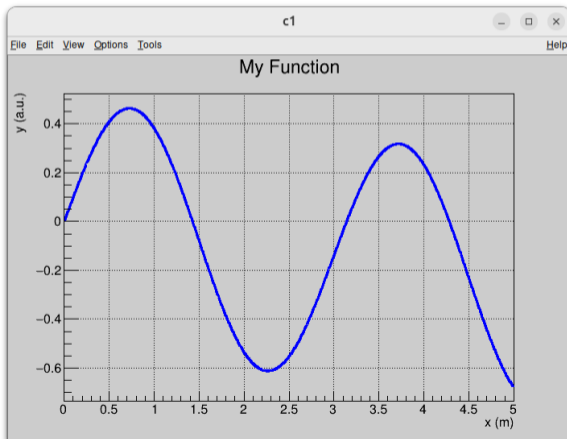 c1
File Edit View Options Tools Help
My Function
y (a.u.)
0.4
0.2
0
−0.2
−0.4
−0.6
0 0.5 1 1.5 2 2.5 3 3.5 4 4.5 5
x (m)